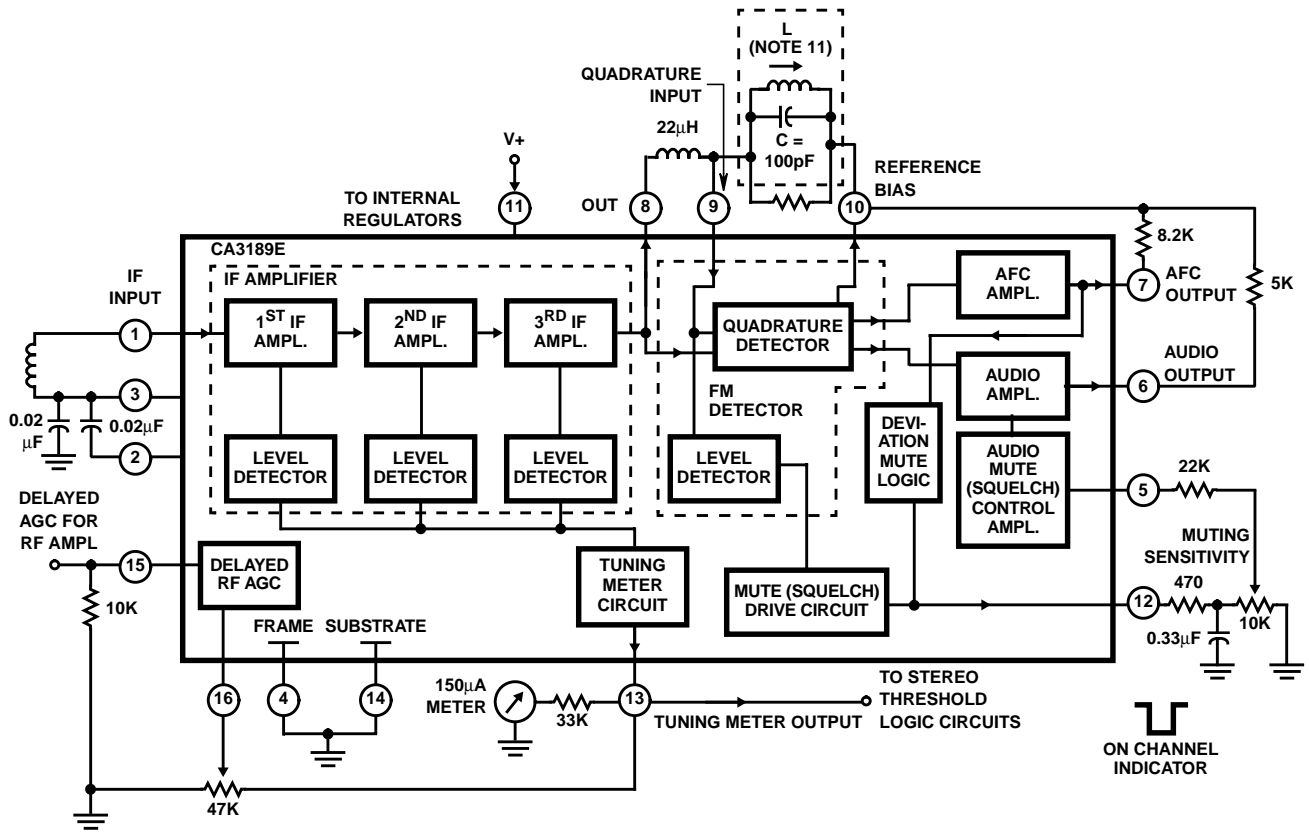 L
(NOTE 11)
QUADRATURE
INPUT
22μH
C =
100pF
V+
TO INTERNAL
REGULATORS
11
OUT
8
9
10
REFERENCE
BIAS
8.2K
5K
CA3189E
IF
INPUT
1
3
2
0.02
μF
0.02μF
IF AMPLIFIER
1ST IF
AMPL.
2ND IF
AMPL.
3RD IF
AMPL.
LEVEL
DETECTOR
LEVEL
DETECTOR
LEVEL
DETECTOR
QUADRATURE
DETECTOR
FM
DETECTOR
LEVEL
DETECTOR
AFC
AMPL.
7
AFC
OUTPUT
AUDIO
AMPL.
AUDIO
OUTPUT
6
DEVI-
ATION
MUTE
LOGIC
AUDIO
MUTE
(SQUELCH)
CONTROL
AMPL.
5
22K
MUTING
SENSITIVITY
DELAYED
AGC FOR
RF AMPL
15
10K
DELAYED
RF AGC
TUNING
METER
CIRCUIT
MUTE (SQUELCH)
DRIVE CIRCUIT
12
470
10K
0.33μF
FRAME
SUBSTRATE
16
4
14
150μA
METER
33K
13
TUNING METER OUTPUT
TO STEREO
THRESHOLD
LOGIC CIRCUITS
47K
ON CHANNEL
INDICATOR